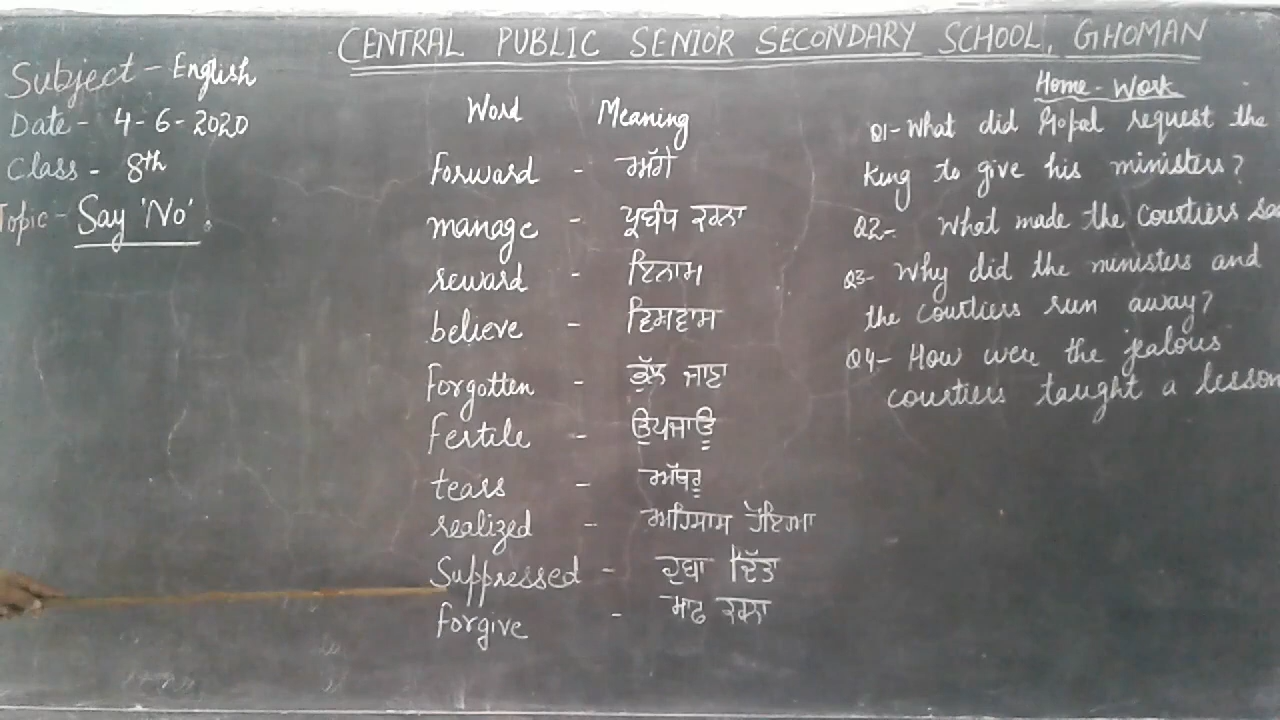 CENTRAL PUBLIC SENIOR SECONDARY SCHOOL, GHOMAN
Subject - English
Date - 4-6-2020
Class - 8th
Topic - Say 'No'.
Word Meaning
forward - ਅੱਗੇ
manage - ਪ੍ਰਬੰਧ ਕਰਨਾ
reward - ਇਨਾਮ
believe - ਵਿਸਵਾਸ
forgotten - ਭੁੱਲ ਜਾਣਾ
fertile - ਉਪਜਾਊ
tears - ਅੱਥਰੂ
realized - ਅਹਿਸਾਸ ਹੋਇਆ
Suppressed - ਦਬਾ ਦਿੱਤਾ
forgive - ਮਾਫ ਕਰਨਾ
Home - Work
Q1- What did Gopal request the
King to give his ministers?
Q2- What made the Courtiers
Q3- Why did the ministers and
the courtiers run away?
Q4- How were the jealous
courtiers taught a lesson